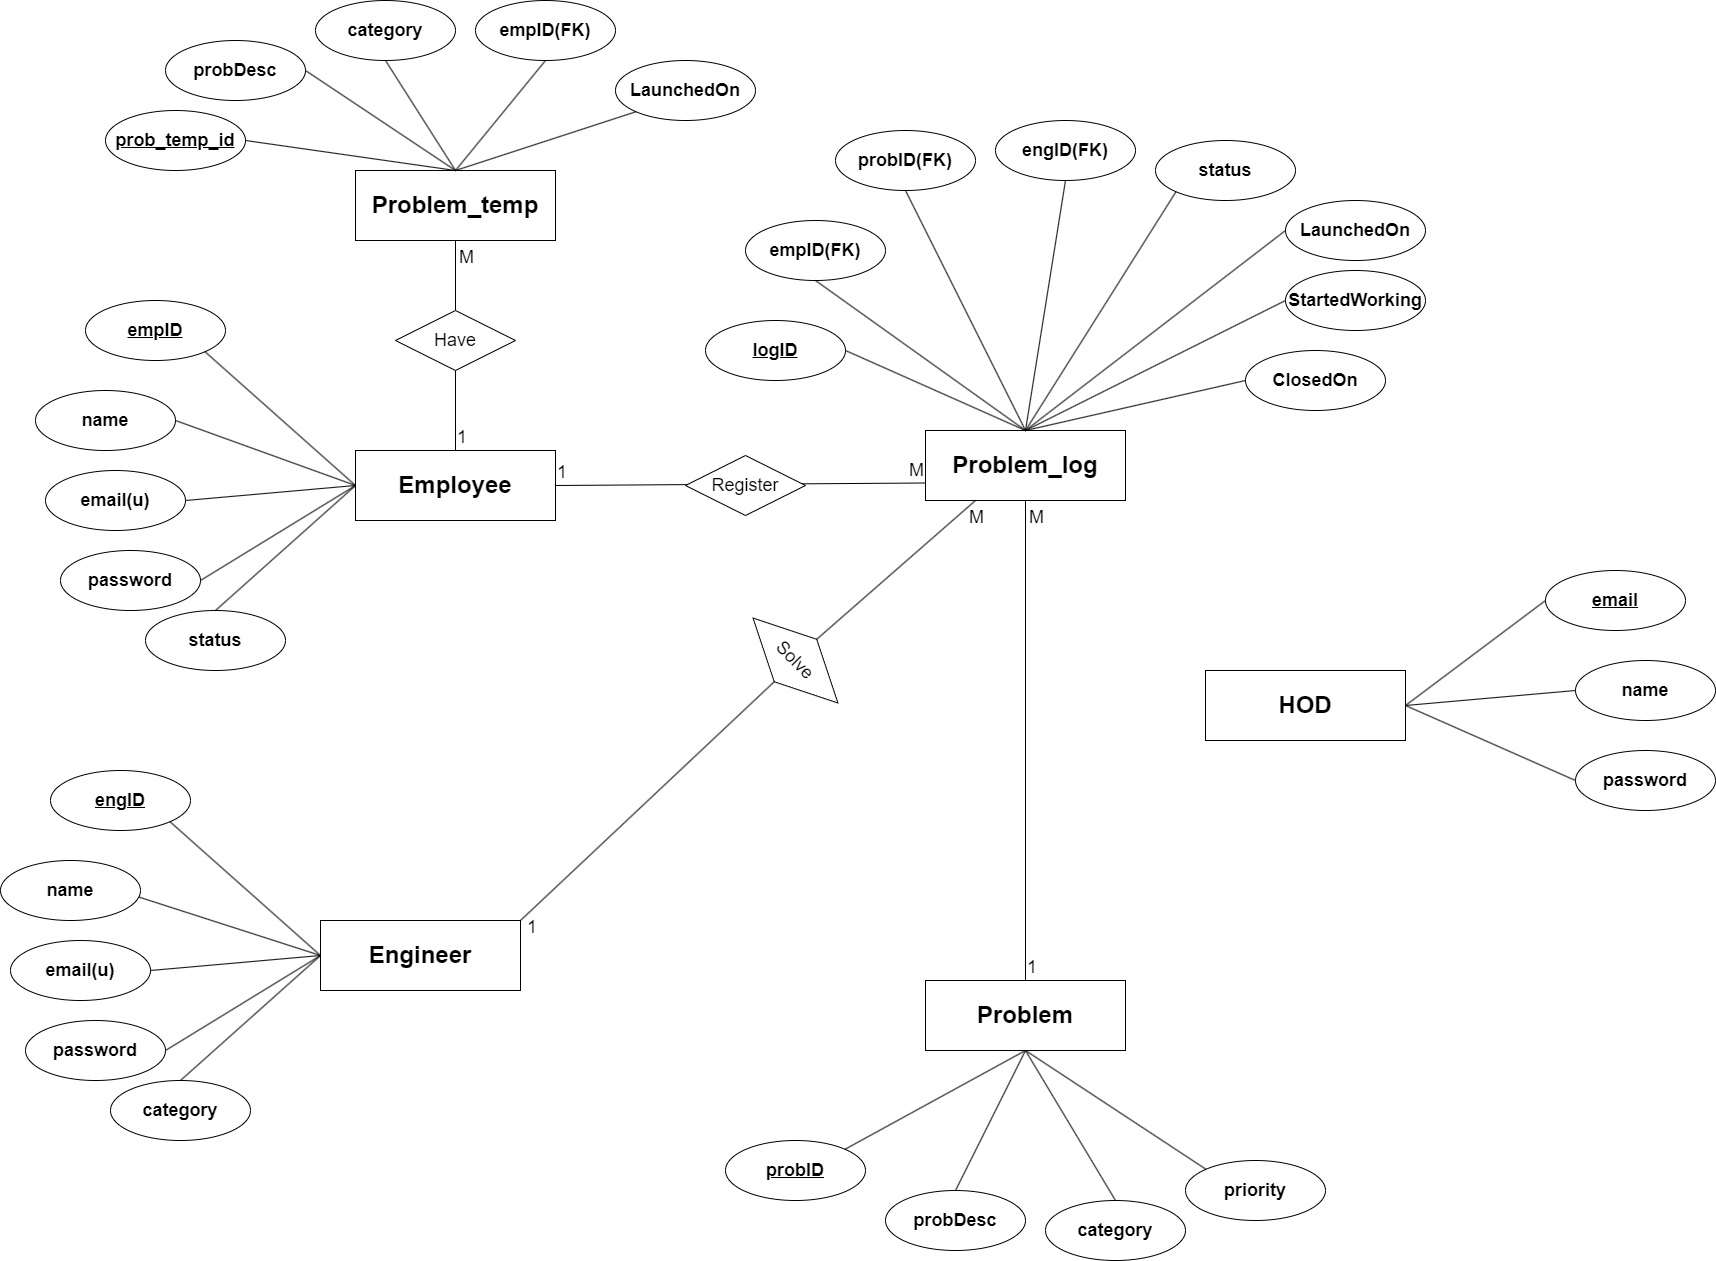 category
empID(FK)
probDesc
LaunchedOn
prob_temp_id
Problem_temp
M
Have
1
empID
name
email(u)
password
status
Employee
1
Register
M
probID(FK)
engID(FK)
status
empID(FK)
LaunchedOn
StartedWorking
logID
ClosedOn
Problem_log
M
M
Solve
1
email
HOD
name
password
engID
name
email(u)
password
category
Engineer
1
Problem
probID
probDesc
category
priority